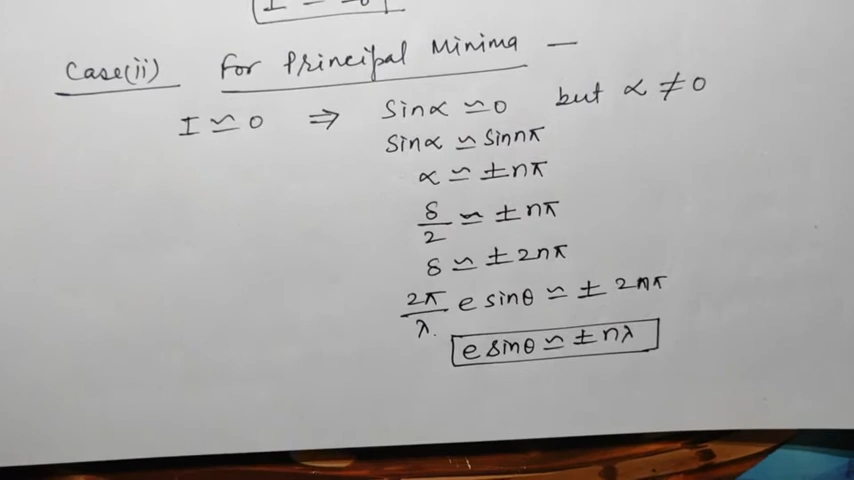 I = I₀
Case(ii) For Principal Minima —
I ≃ 0 ⇒ Sinα ≃ 0 but α ≠ 0
Sinα ≃ Sinnπ
α ≃ ±nπ
δ/2 ≃ ±nπ
δ ≃ ±2nπ
2π/λ. e sinθ ≃ ± 2nπ
e sinθ ≃ ± nλ